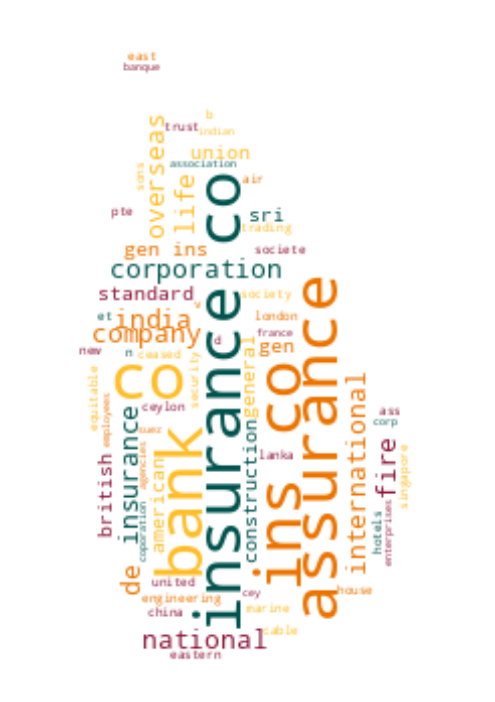 east
banque
b
trust
indian
overseas
union
association
sons
life
air
co
pte
sri
trading
gen ins
societe
corporation
standard
society
v
et
india
london
company
d
france
gen
new
n
ceased
insurance
assurance
co
security
general
equitable
employees
ceylon
ins co
international
ass
corp
suez
insurance
bank
construction
fire
british
american
agencies
lanka
singapore
coporation
hotels
enterprises
de
united
cey
house
engineering
china
marine
cable
national
eastern